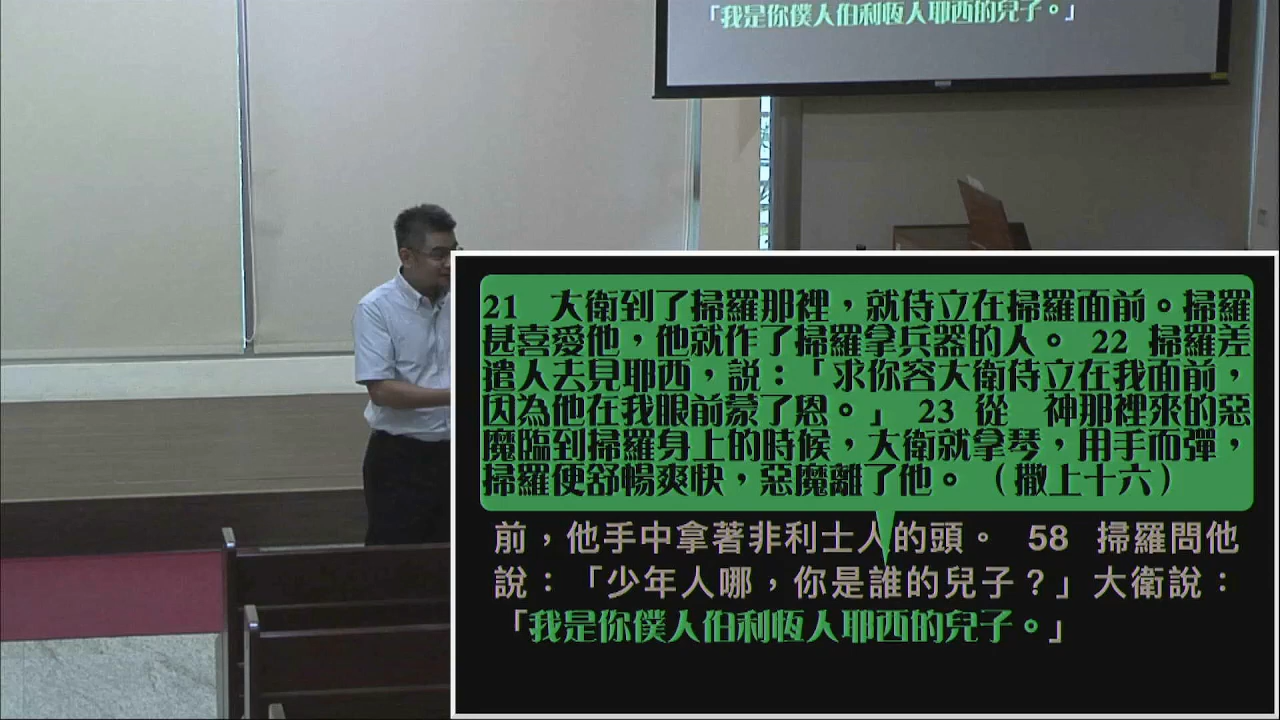 「我是你僕人伯利恆人耶西的兒子。」
21 大衛到了掃羅那裡，就侍立在掃羅面前。掃羅
甚喜愛他，他就作了掃羅拿兵器的人。 22 掃羅差
遣人去見耶西，說：「求你容大衛侍立在我面前，
因為他在我眼前蒙了恩。」 23 從　神那裡來的惡
魔臨到掃羅身上的時候，大衛就拿琴，用手而彈，
掃羅便舒暢爽快，惡魔離了他。（撒上十六）
前，他手中拿著非利士人的頭。 58 掃羅問他
說：「少年人哪，你是誰的兒子？」大衛說：
「我是你僕人伯利恆人耶西的兒子。」